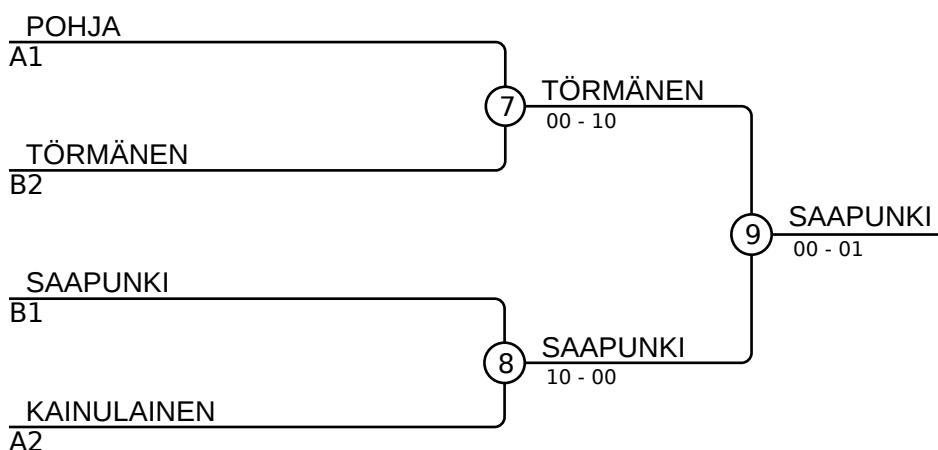 POHJA
A1
7
TÖRMÄNEN
00 - 10
TÖRMÄNEN
B2
9
SAAPUNKI
00 - 01
SAAPUNKI
B1
8
SAAPUNKI
10 - 00
KAINULAINEN
A2